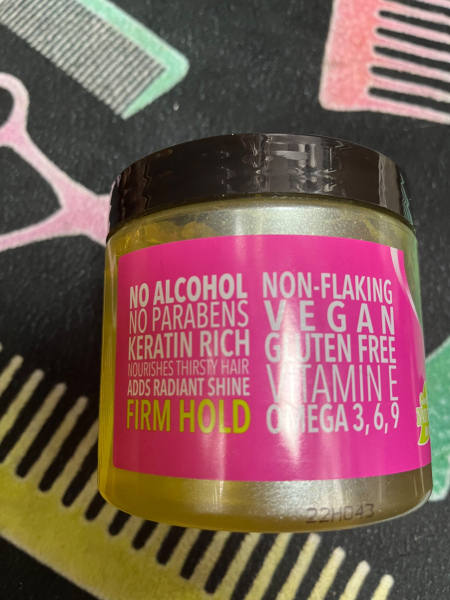 NO ALCOHOL
NO PARABENS
KERATIN RICH
NOURISHES THIRSTY HAIR
ADDS RADIANT SHINE
FIRM HOLD
NON-FLAKING
VEGAN
GLUTEN FREE
VITAMIN E
OMEGA 3, 6, 9
22H043